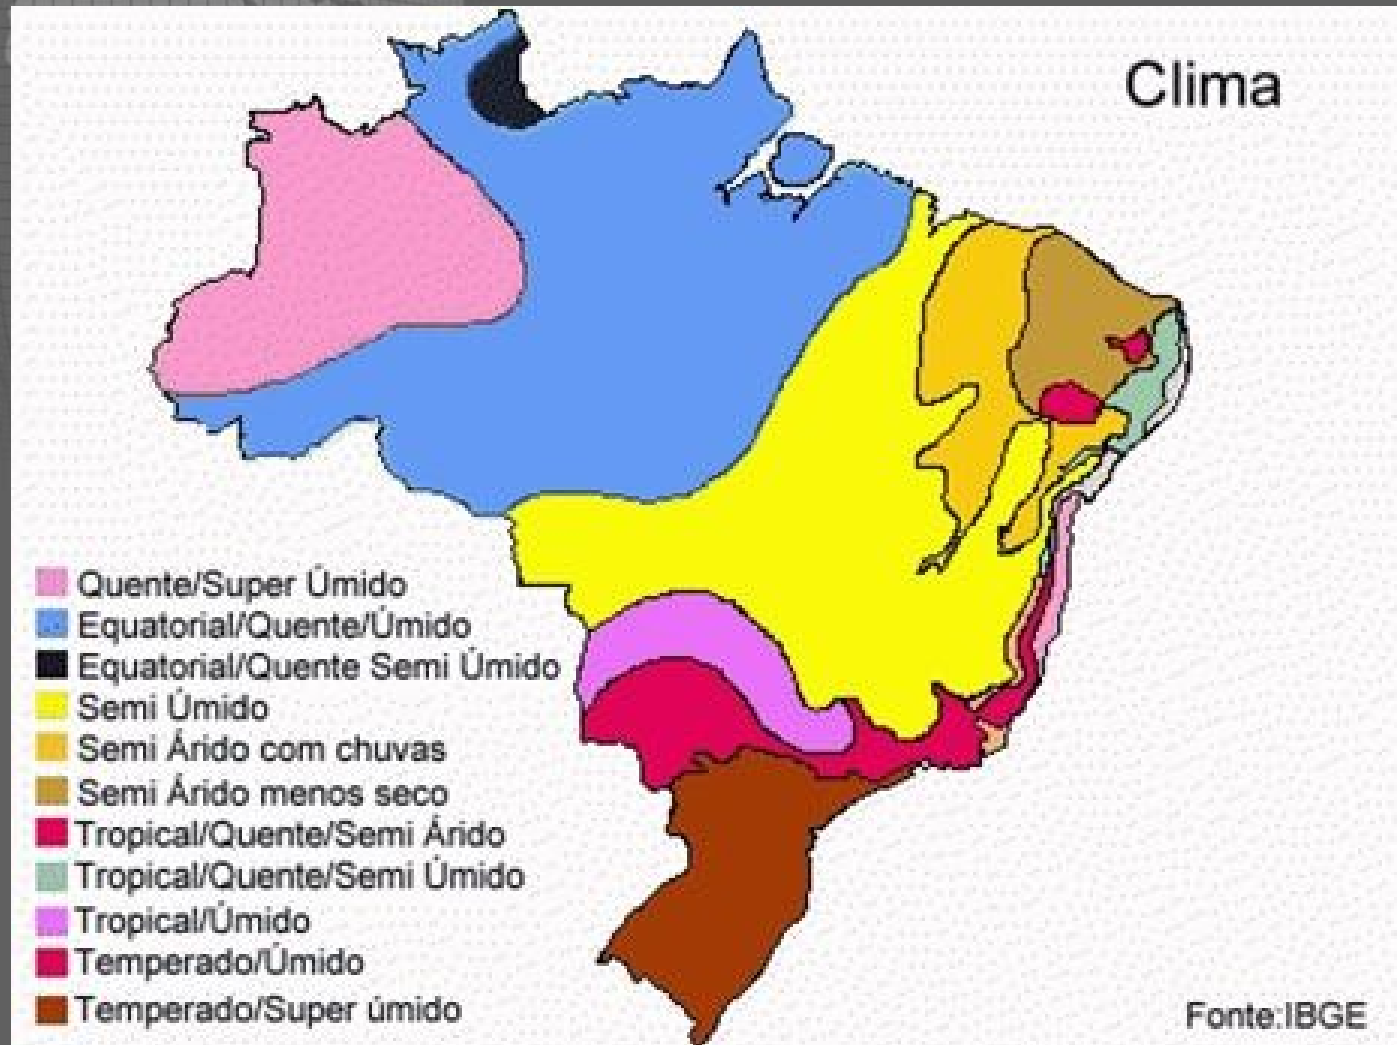 Clima
Quente/Super Úmido
Equatorial/Quente/Úmido
Equatorial/Quente Semi Úmido
Semi Úmido
Semi Árido com chuvas
Semi Árido menos seco
Tropical/Quente/Semi Árido
Tropical/Quente/Semi Úmido
Tropical/Úmido
Temperado/Úmido
Temperado/Super úmido
Fonte:IBGE